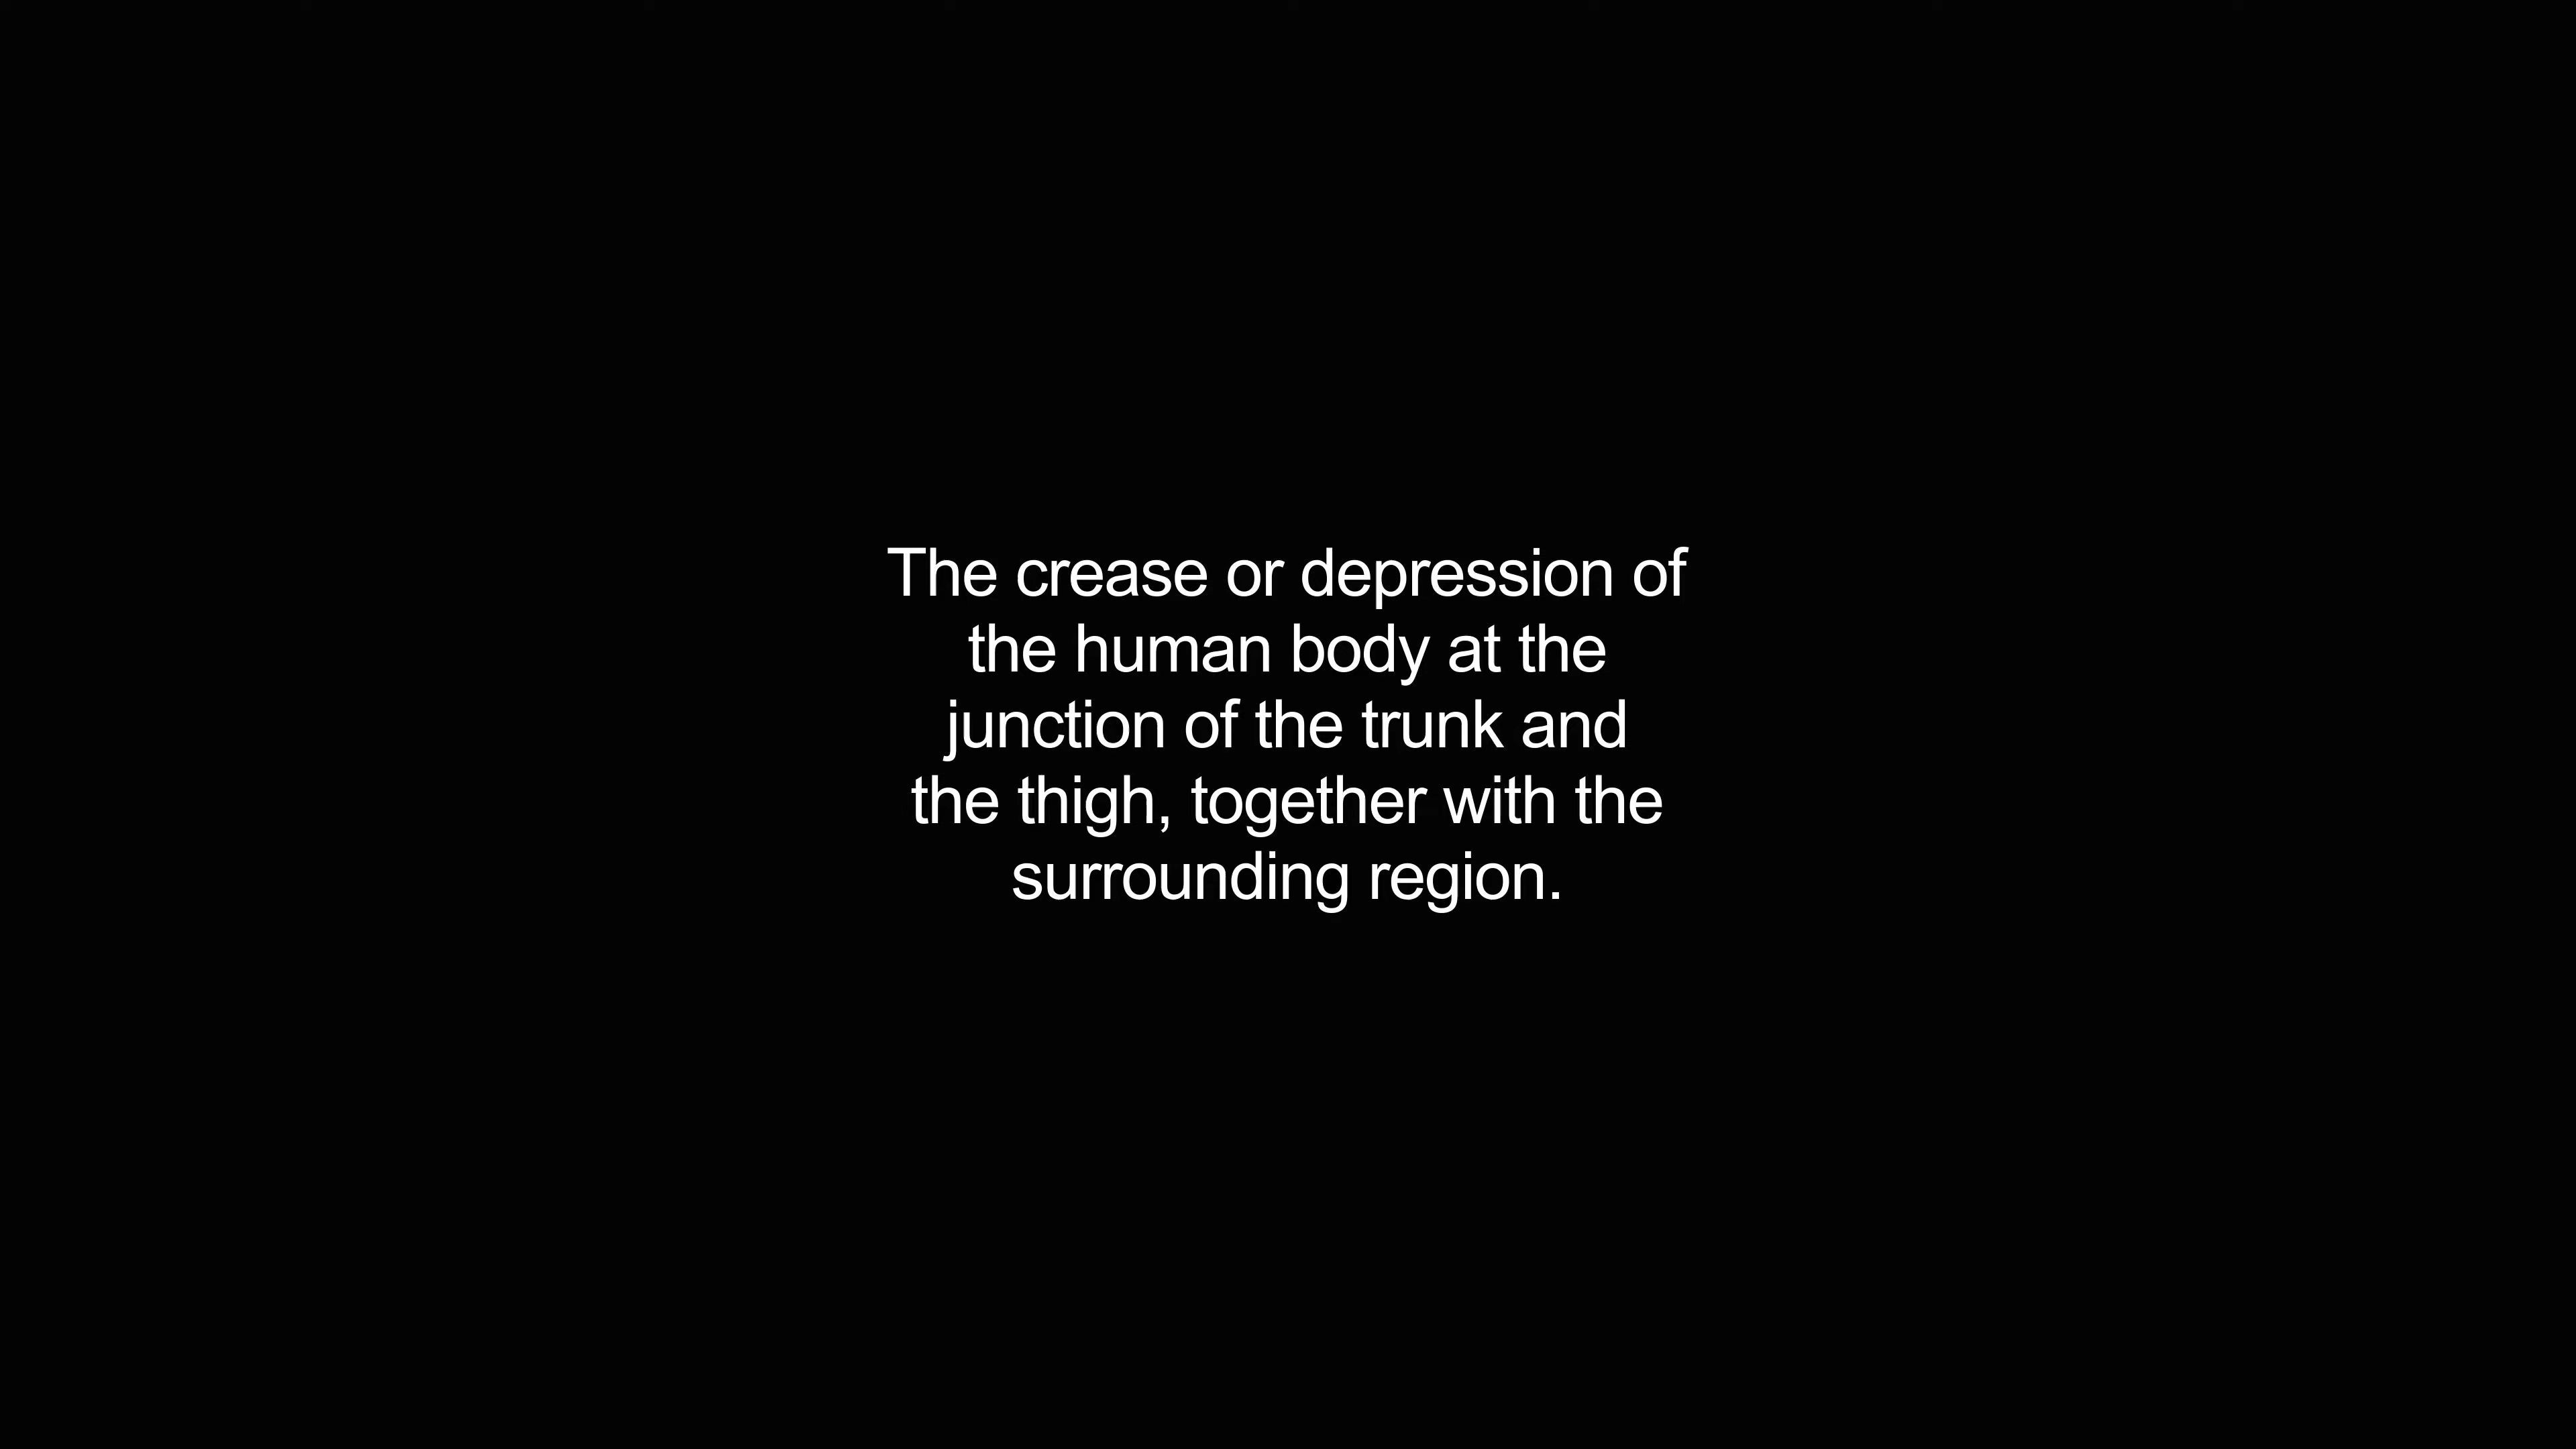 The crease or depression of
the human body at the
junction of the trunk and
the thigh, together with the
surrounding region.